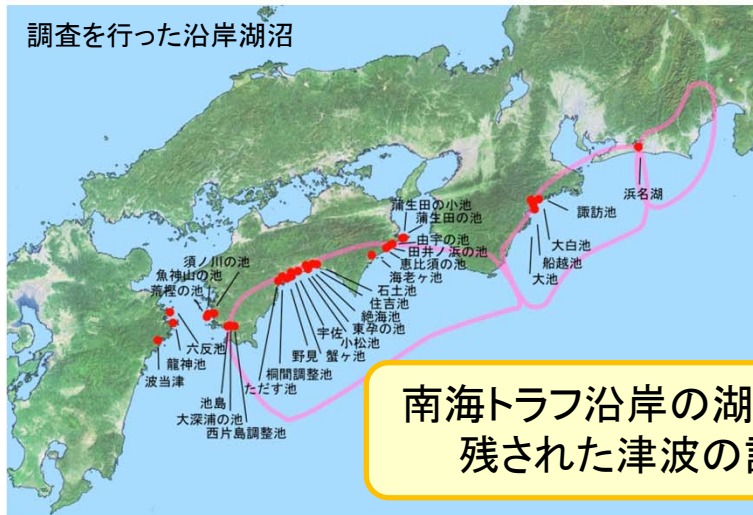 調査を行った沿岸湖沼
浜名湖
諏訪池
大白池
船越池
大池
蒲生田の小池
蒲生田の池
由宇の池
田井ノ浜の池
恵比須の池
海老ヶ池
石土池
住吉池
絶海池
東孕の池
小松池
宇佐
蟹ヶ池
野見
桐間調整池
ただす池
須ノ川の池
魚神山の池
荒樫の池
六反池
龍神池
波当津
池島
大深浦の池
西片島調整池
南海トラフ沿岸の湖
残された津波の